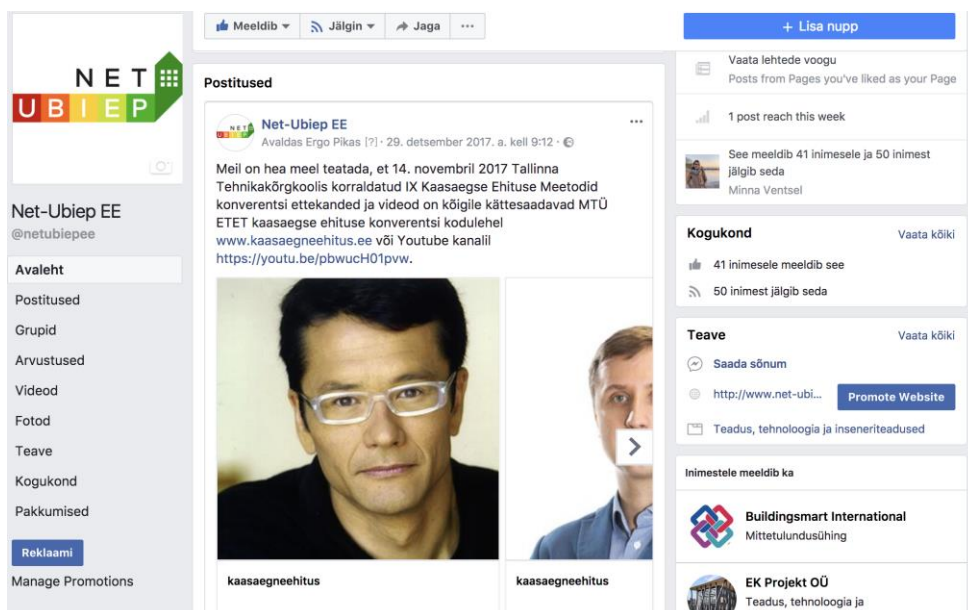 NET
UBIEP
Net-Ubiep EE
@netubiepee
Avaleht
Postitused
Grupid
Arvustused
Videod
Fotod
Teave
Kogukond
Pakkumised
Reklaami
Manage Promotions
Meeldib
Jälgin
Jaga
Postitused
NET
UBIEP
Net-Ubiep EE
Avaldas Ergo Pikas [?] · 29. detsember 2017. a. kell 9:12 ·
Meil on hea meel teatada, et 14. novembril 2017 Tallinna
Tehnikakõrgkoolis korraldatud IX Kaasaegse Ehituse Meetodid
konverentsi ettekanded ja videod on kõigile kättesaadavad MTÜ
ETET kaasaegse ehituse konverentsi kodulehel
www.kaasaegneehitus.ee või Youtube kanalil
https://youtu.be/pbwucH01pvw.
kaasaegneehitus
kaasaegneehitus
+ Lisa nupp
Vaata lehtede voogu
Posts from Pages you've liked as your Page
1 post reach this week
See meeldib 41 inimesele ja 50 inimest
jälgib seda
Minna Ventsel
Kogukond Vaata kõiki
41 inimesele meeldib see
50 inimest jälgib seda
Teave Vaata kõiki
Saada sõnum
http://www.net-ubi... Promote Website
Teadus, tehnoloogia ja inseneriteadused
Inimestele meeldib ka
Buildingsmart International
Mittetulundusühing
EK Projekt OÜ
Teadus, tehnoloogia ja